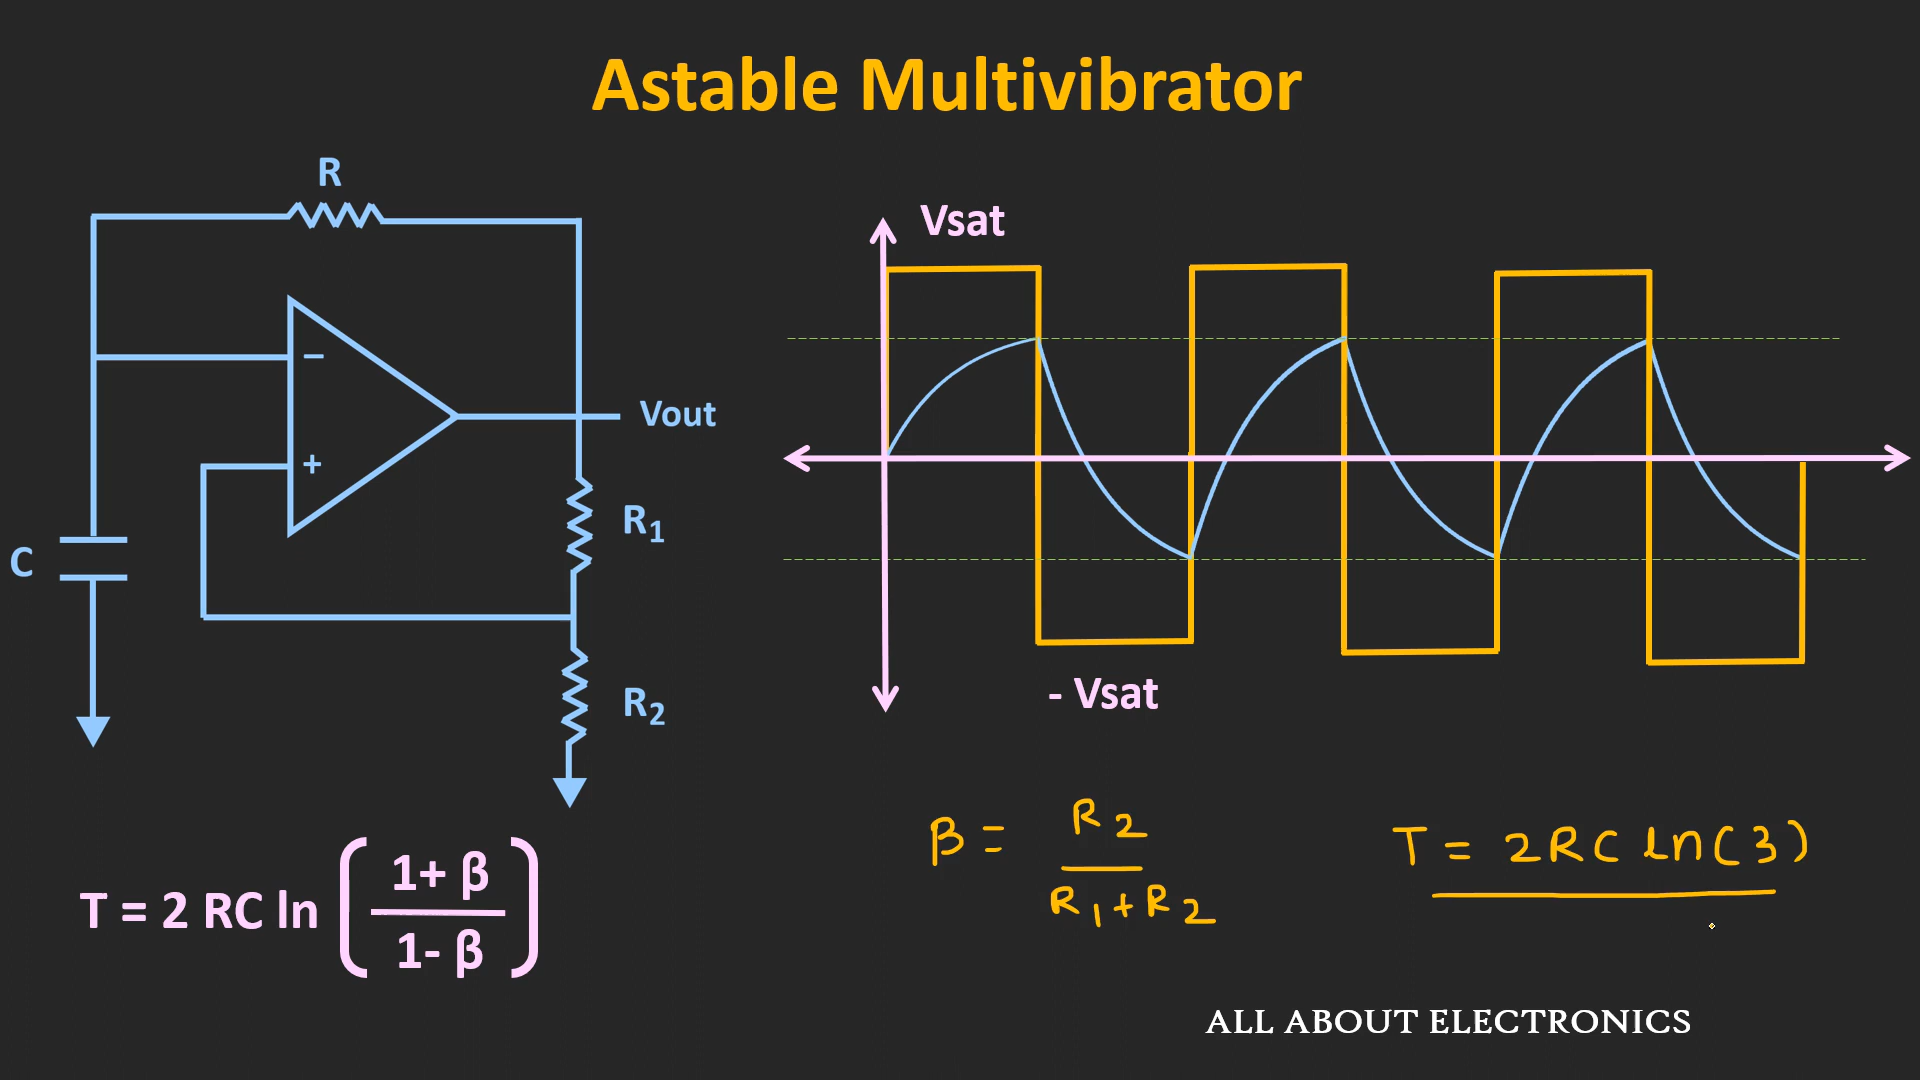 Astable Multivibrator
R
Vsat
−
Vout
+
R₁
C
- Vsat
R₂
β = R₂ / R₁ + R₂
T = 2RC ln(3)
T = 2 RC ln (1+ β / 1- β)
ALL ABOUT ELECTRONICS